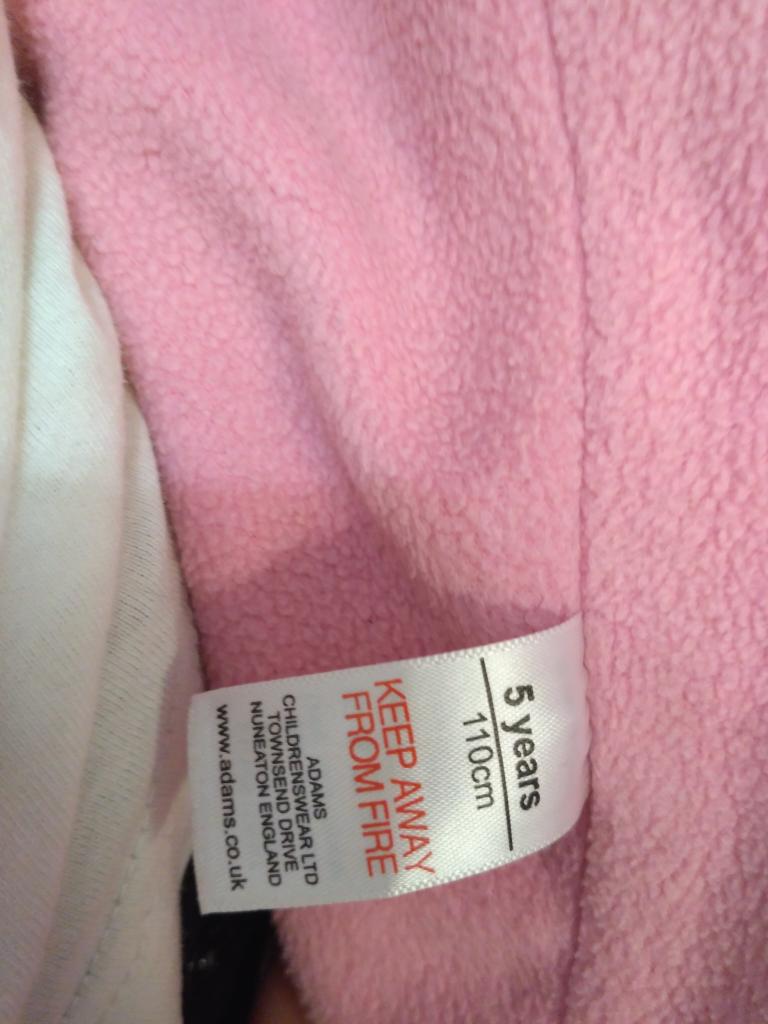 5 years
110cm
KEEP AWAY
FROM FIRE
ADAMS
CHILDRENSWEAR LTD
TOWNSEND DRIVE
NUNEATON ENGLAND
www.adams.co.uk